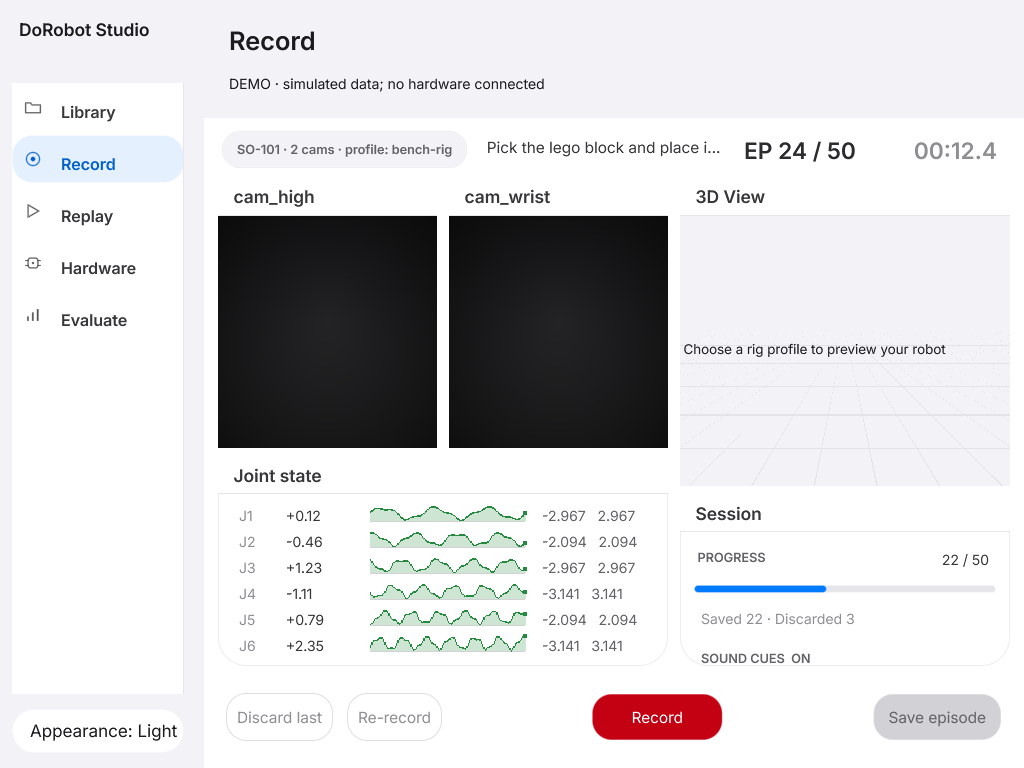 DoRobot Studio
Library
Record
Replay
Hardware
Evaluate
Appearance: Light
Record
DEMO · simulated data; no hardware connected
SO-101 · 2 cams · profile: bench-rig
Pick the lego block and place i...
EP 24 / 50
00:12.4
cam_high
cam_wrist
3D View
Choose a rig profile to preview your robot
Joint state
J1 +0.12 -2.967 2.967
J2 -0.46 -2.094 2.094
J3 +1.23 -2.967 2.967
J4 -1.11 -3.141 3.141
J5 +0.79 -2.094 2.094
J6 +2.35 -3.141 3.141
Session
PROGRESS 22 / 50
Saved 22 · Discarded 3
SOUND CUES ON
Discard last
Re-record
Record
Save episode